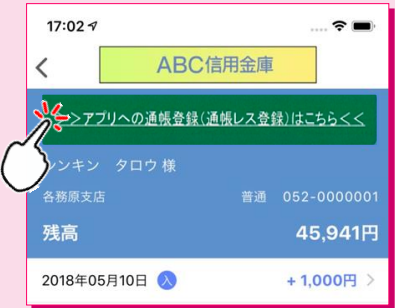 17:02
ABC信用金庫
>アプリへの通帳登録(通帳レス登録)はこちら<<
シンキン タロウ 様
各務原支店 普通 052-0000001
残高 45,941円
2018年05月10日 入 +1,000円 >